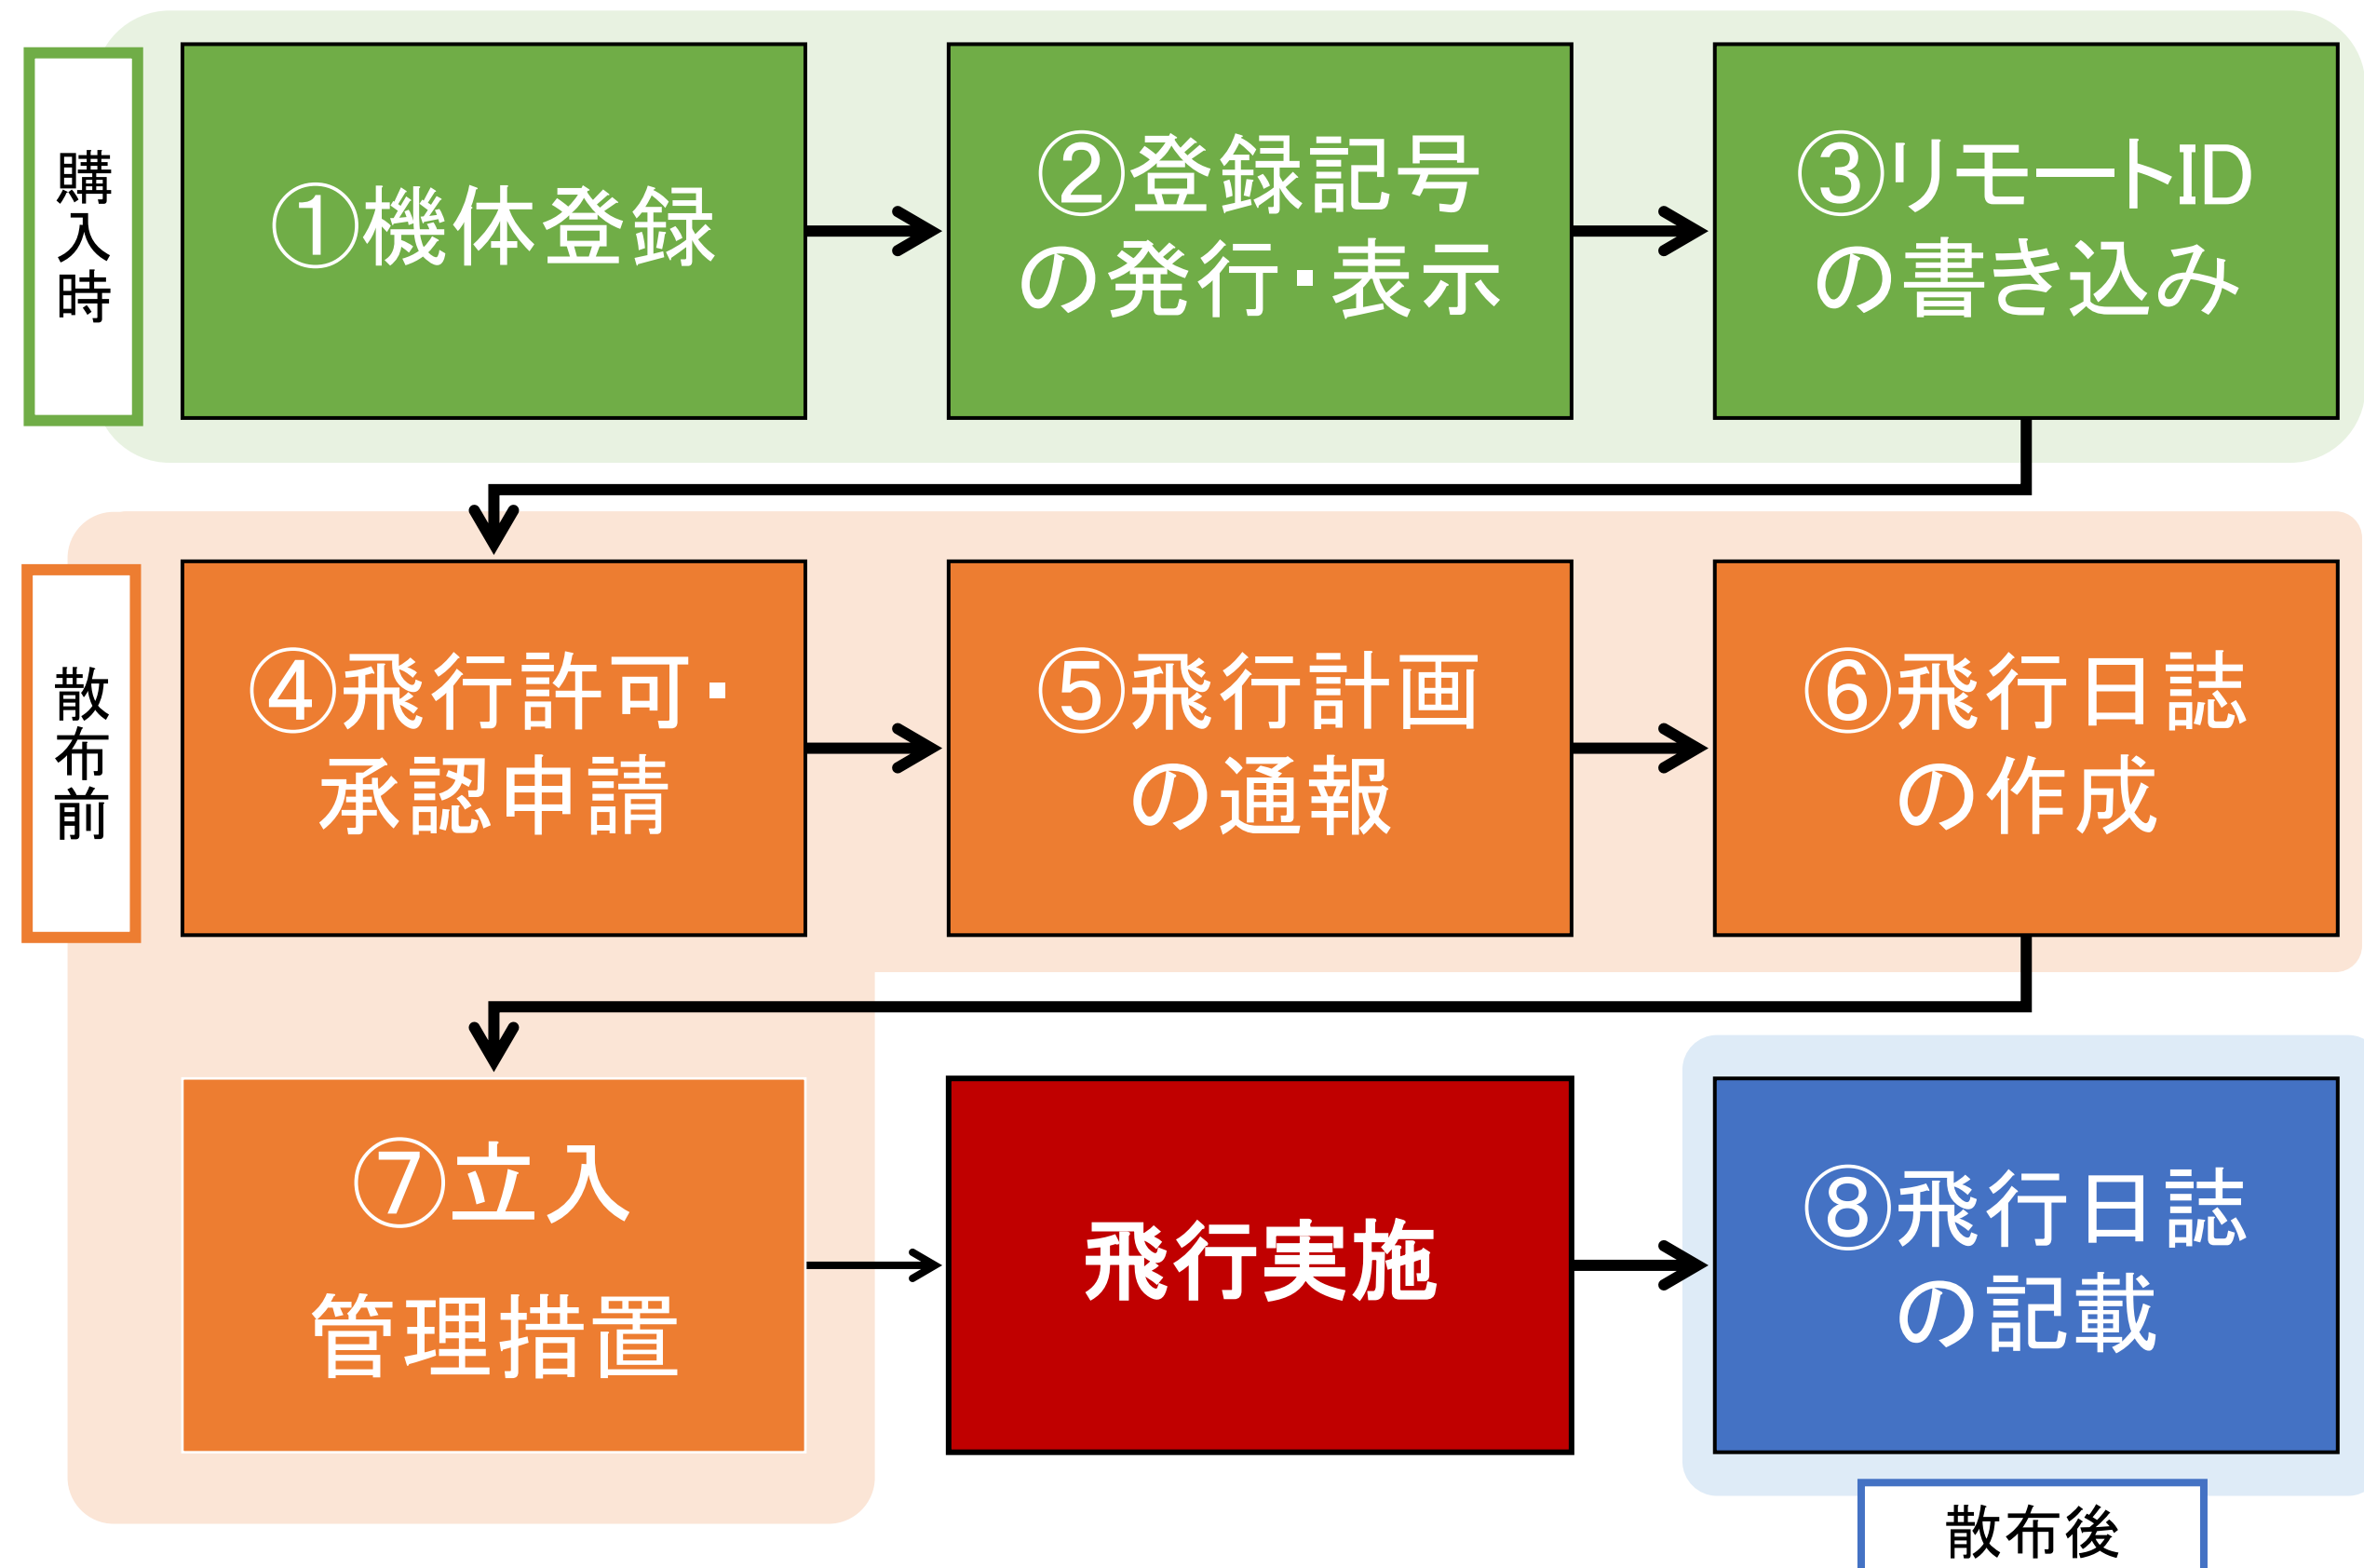 購入時
①機体登録
②登録記号
の発行・表示
③リモートID
の書き込み
散布前
④飛行許可・
承認申請
⑤飛行計画
の通報
⑥飛行日誌
の作成
⑦立入
管理措置
飛行実施
⑧飛行日誌
の記載
散布後